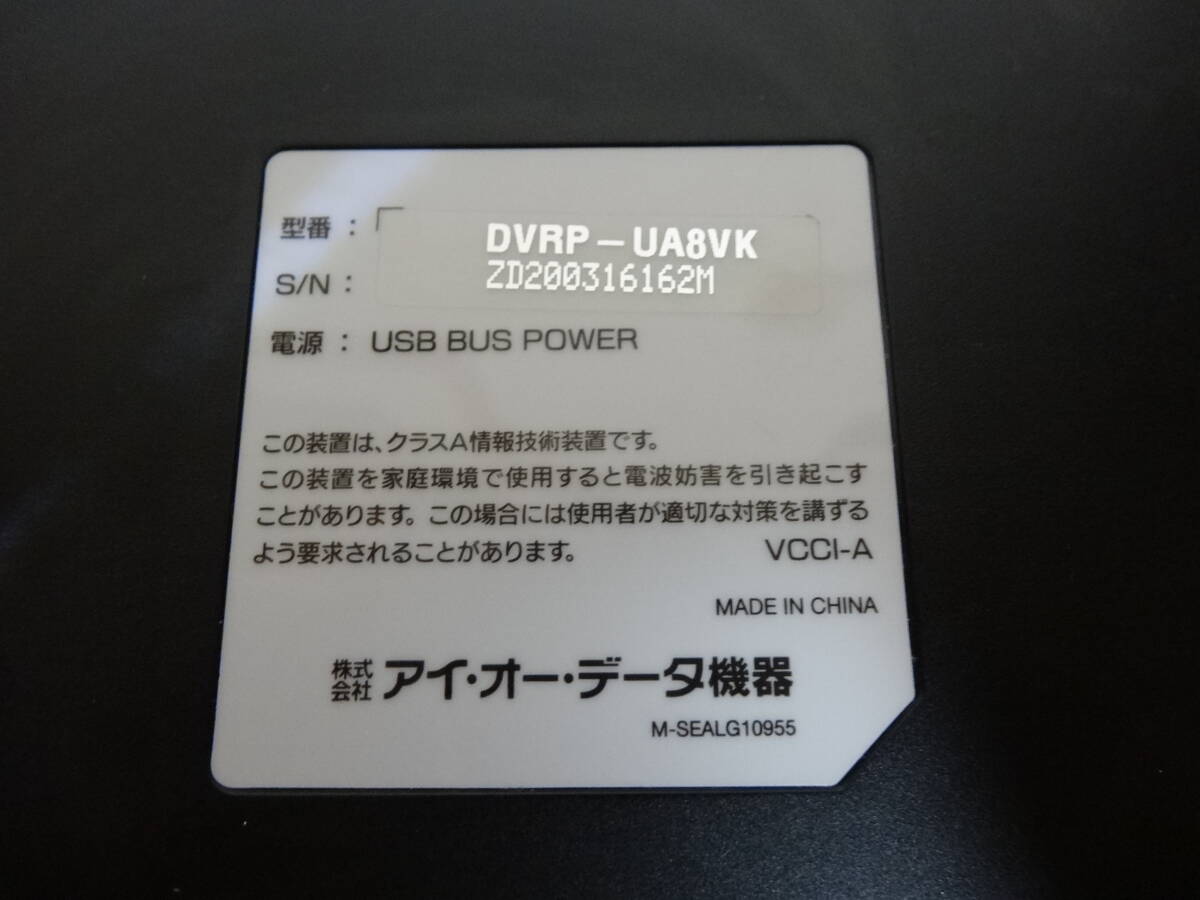 型番： DVRP-UA8VK
S/N： ZD200316162M
電源： USB BUS POWER
この装置は、クラスA情報技術装置です。
この装置を家庭環境で使用すると電波妨害を引き起こす
ことがあります。この場合には使用者が適切な対策を講ずる
よう要求されることがあります。 VCCI-A
MADE IN CHINA
株式会社 アイ・オー・データ機器
M-SEALG10955